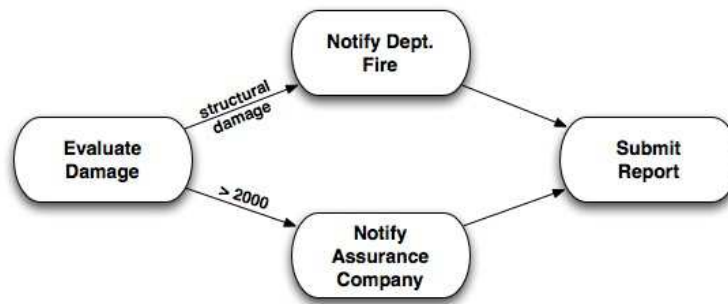 Notify Dept.
Fire
structural
damage
Evaluate
Damage
Submit
Report
> 2000
Notify
Assurance
Company